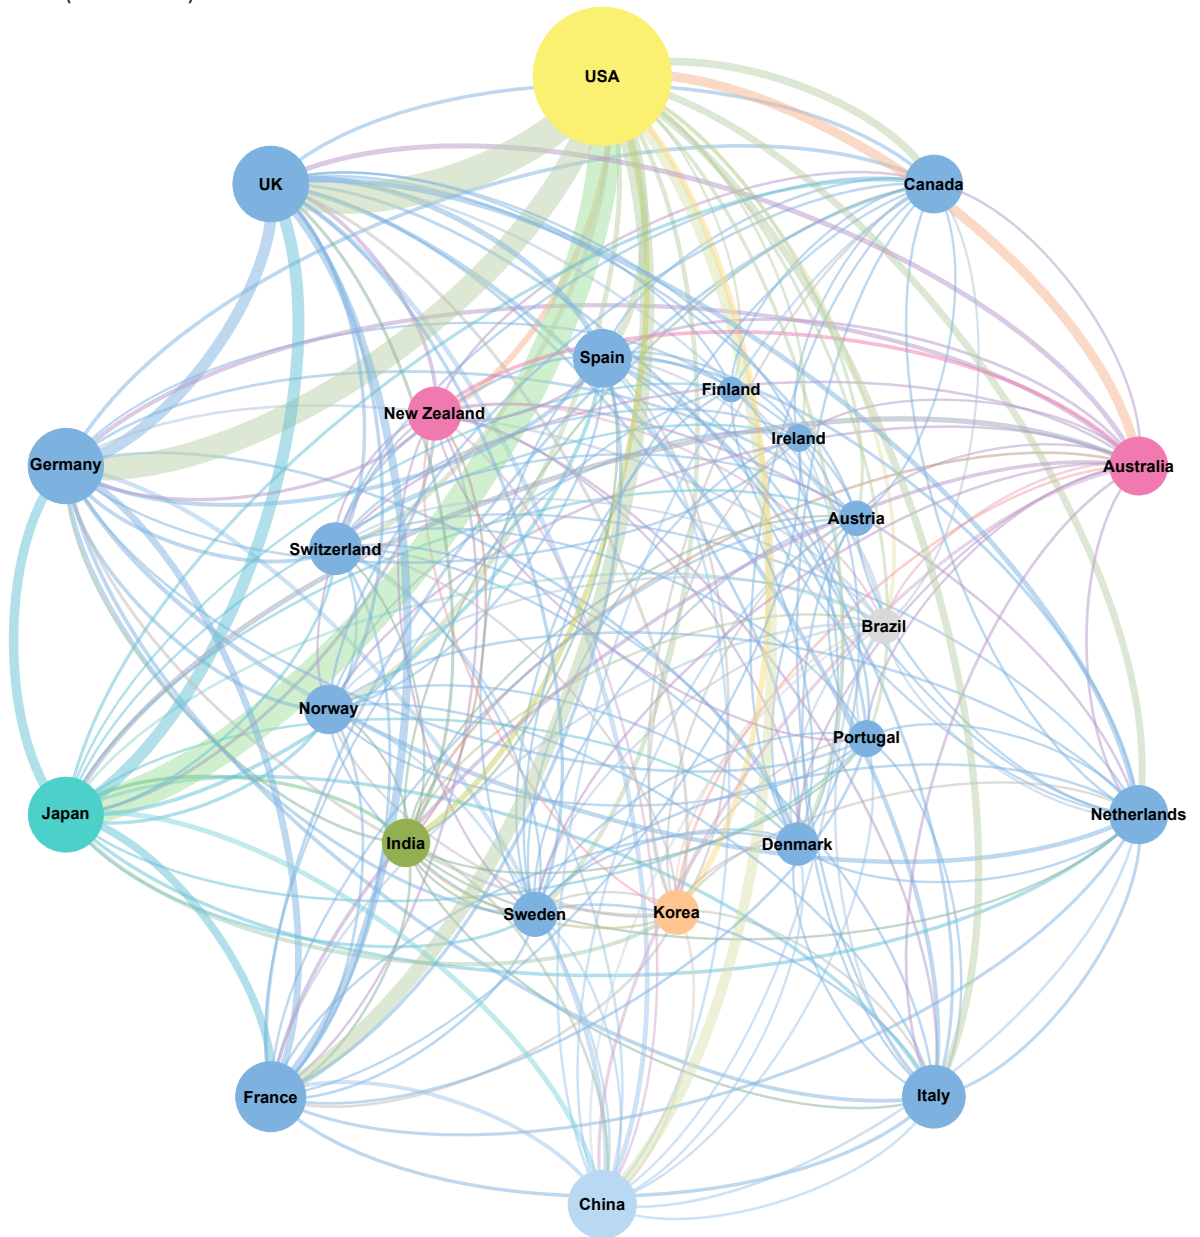 USA
UK
Canada
Spain
Finland
New Zealand
Ireland
Germany
Australia
Austria
Switzerland
Brazil
Norway
Portugal
Japan
Netherlands
India
Denmark
Sweden
Korea
France
Italy
China